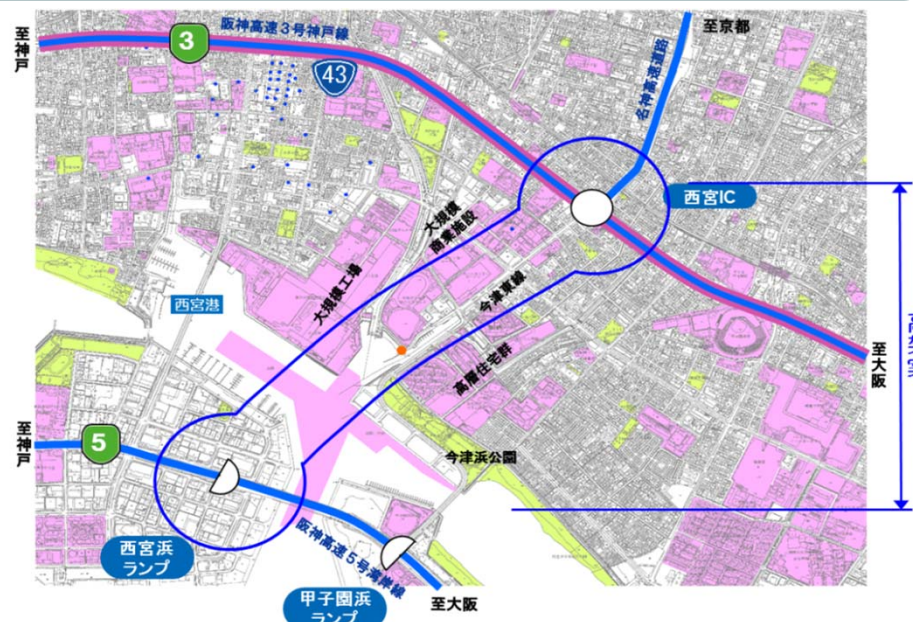 至神戸
3
阪神高速3号神戸線
43
至京都
名神高速道路
西宮IC
大規模
商業施設
大規模工場
今津東線
西宮港
高層住宅群
至大阪
至神戸
5
今津浜公園
西宮浜
ランプ
阪神高速5号湾岸線
甲子園浜
ランプ
至大阪